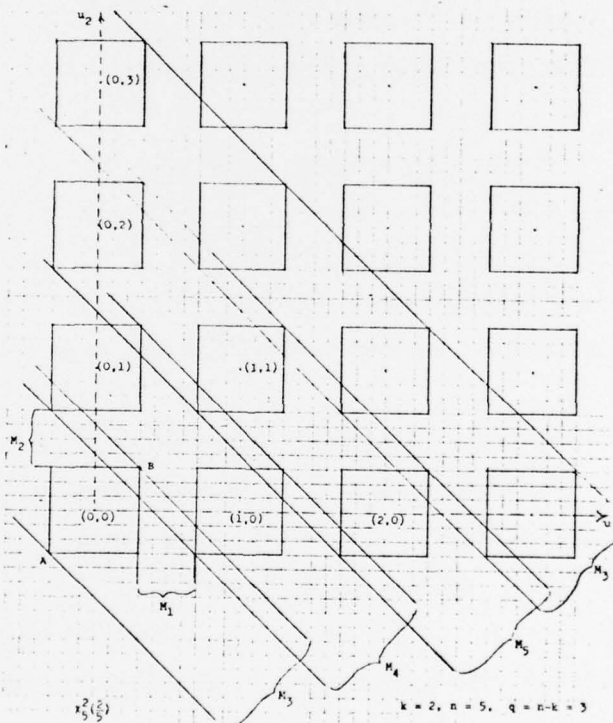 u₂
(0,3)
(0,2)
(0,1)
(1,1)
M₂
B
(0,0)
(1,0)
(2,0)
u
A
M₁
M₃
M₃
M₄
M₅
k = 2, n = 5, q = n-k = 3